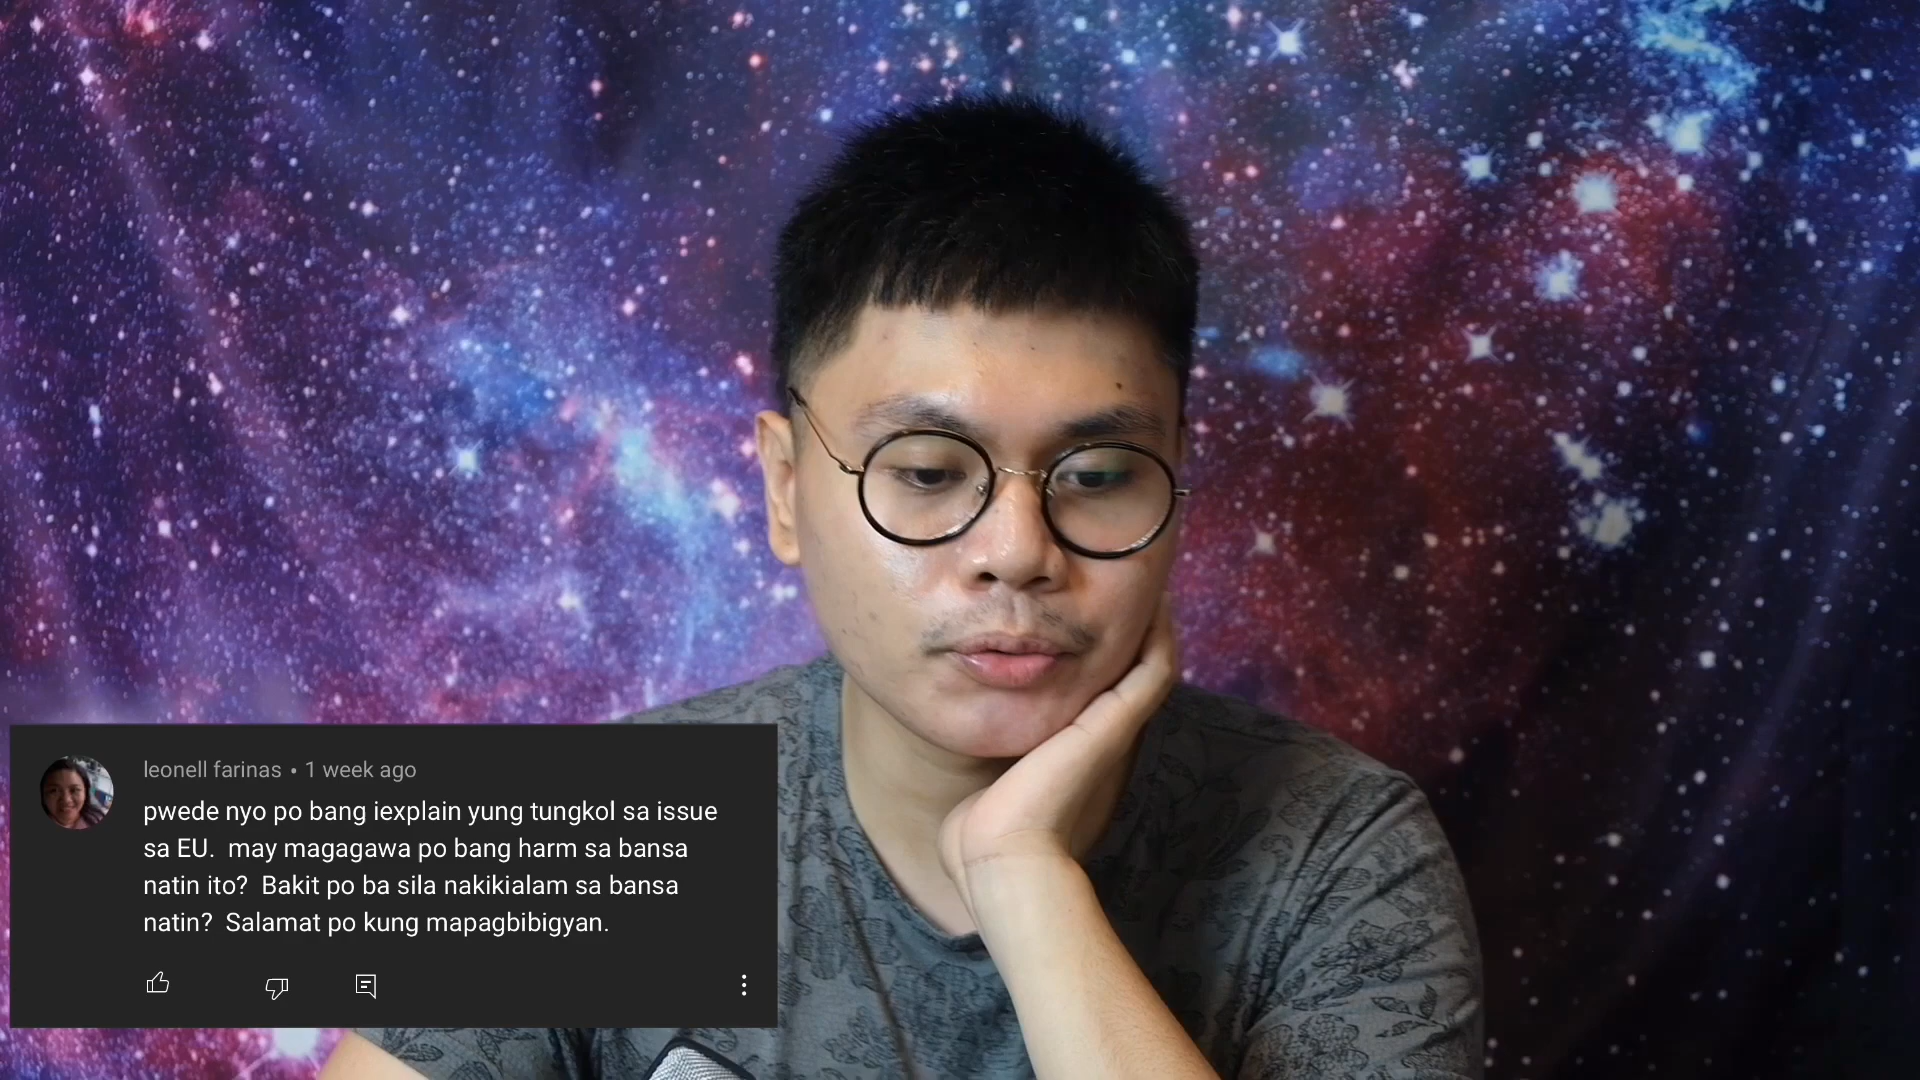 leonell farinas • 1 week ago
pwede nyo po bang iexplain yung tungkol sa issue
sa EU.  may magagawa po bang harm sa bansa
natin ito?  Bakit po ba sila nakikialam sa bansa
natin?  Salamat po kung mapagbibigyan.